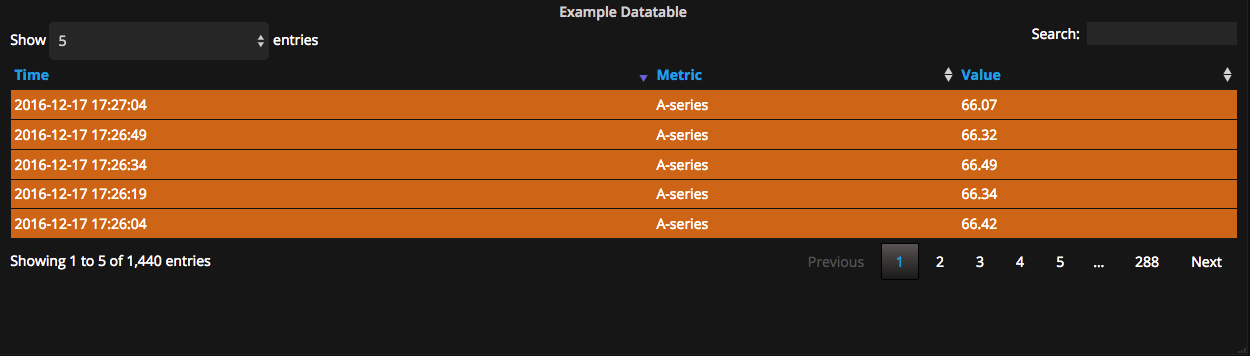 Example Datatable
Show 5 entries Search:
Time Metric Value
2016-12-17 17:27:04 A-series 66.07
2016-12-17 17:26:49 A-series 66.32
2016-12-17 17:26:34 A-series 66.49
2016-12-17 17:26:19 A-series 66.34
2016-12-17 17:26:04 A-series 66.42
Showing 1 to 5 of 1,440 entries Previous 1 2 3 4 5 ... 288 Next